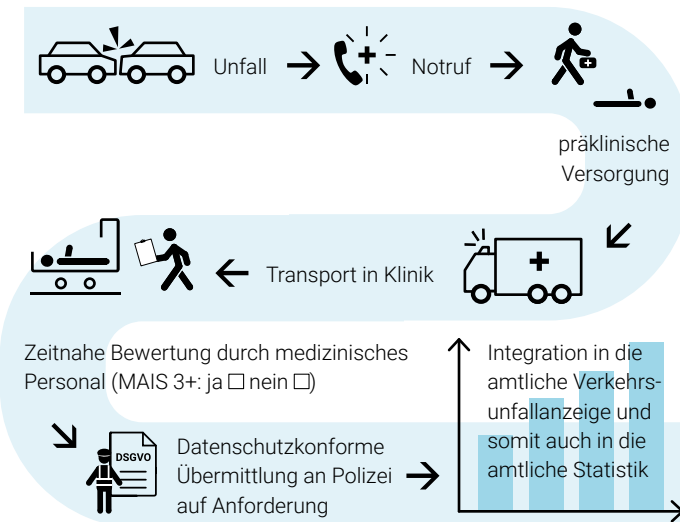 Unfall
Notruf
präklinische
Versorgung
Transport in Klinik
Zeitnahe Bewertung durch medizinisches
Personal (MAIS 3+: ja ☐ nein ☐)
DSGVO
Datenschutzkonforme
Übermittlung an Polizei
auf Anforderung
Integration in die
amtliche Verkehrs-
unfallanzeige und
somit auch in die
amtliche Statistik